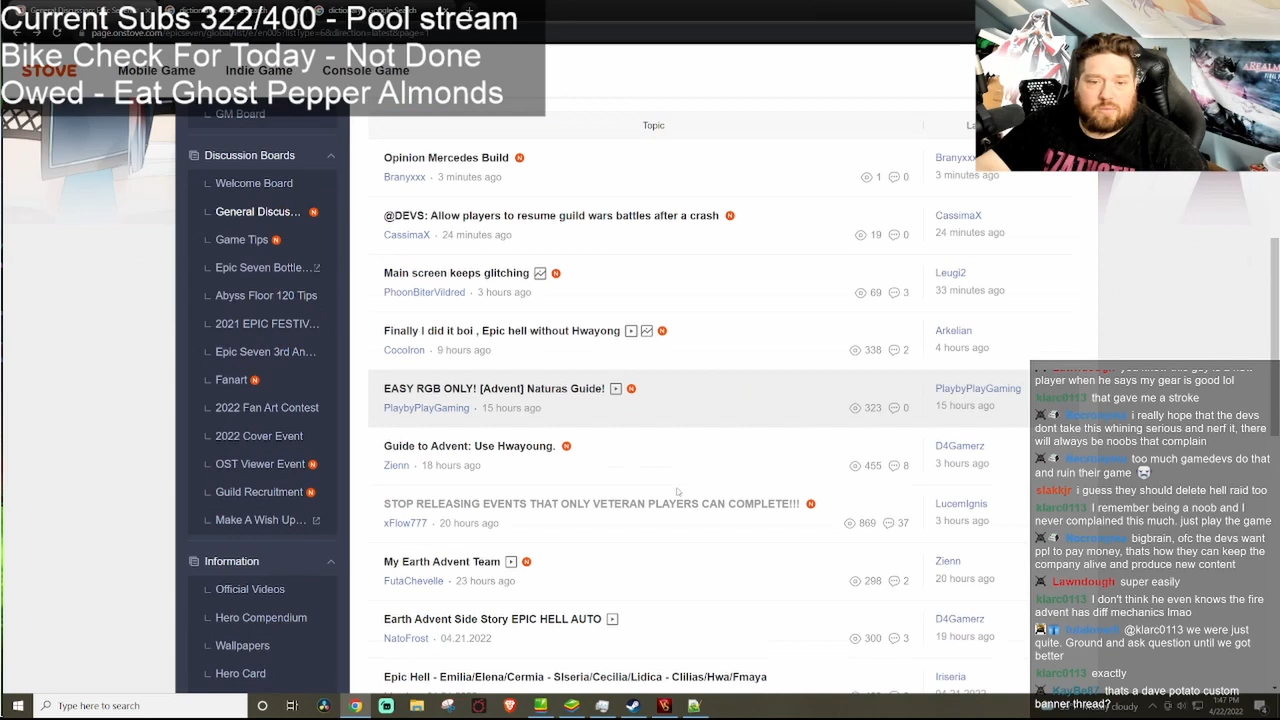 Current Subs 322/400 - Pool stream
Bike Check For Today - Not Done
Owed - Eat Ghost Pepper Almonds
STOVE Mobile Game Indie Game Console Game
GM Board
Discussion Boards
Welcome Board
General Discus...
Game Tips
Epic Seven Bottle...
Abyss Floor 120 Tips
2021 EPIC FESTIV...
Epic Seven 3rd An...
Fanart
2022 Fan Art Contest
2022 Cover Event
OST Viewer Event
Guild Recruitment
Make A Wish Up...
Information
Official Videos
Hero Compendium
Wallpapers
Hero Card
Topic
Opinion Mercedes Build
Branyxxx · 3 minutes ago 1 0
Branyxx
3 minutes ago
@DEVS: Allow players to resume guild wars battles after a crash
CassimaX · 24 minutes ago 19 0
CassimaX
24 minutes ago
Main screen keeps glitching
PhoonBiterVildred · 3 hours ago 69 3
Leugi2
33 minutes ago
Finally I did it boi , Epic hell without Hwayong
CocoIron · 9 hours ago 338 2
Arkelian
4 hours ago
EASY RGB ONLY! [Advent] Naturas Guide!
PlaybyPlayGaming · 15 hours ago 323 0
PlaybyPlayGaming
15 hours ago
Guide to Advent: Use Hwayoung.
Zienn · 18 hours ago 455 8
D4Gamerz
3 hours ago
STOP RELEASING EVENTS THAT ONLY VETERAN PLAYERS CAN COMPLETE!!!
xFlow777 · 20 hours ago 869 37
LucemIgnis
3 hours ago
My Earth Advent Team
FutaChevelle · 23 hours ago 298 2
Zienn
20 hours ago
Earth Advent Side Story EPIC HELL AUTO
NatoFrost · 04.21.2022 300 3
D4Gamerz
19 hours ago
Epic Hell - Emilia/Elena/Cermia - SIseria/Cecilia/Lidica - Clilias/Hwa/Fmaya
Iriseria
player when he says my gear is good lol
klarc0113 that gave me a stroke
i really hope that the devs
dont take this whining serious and nerf it, there
will always be noobs that complain
too much gamedevs do that
and ruin their game
slakkjr i guess they should delete hell raid too
klarc0113 I remember being a noob and I
never complained this much. just play the game
bigbrain, ofc the devs want
ppl to pay money, thats how they can keep the
company alive and produce new content
Lawndough super easily
klarc0113 I don't think he even knows the fire
advent has diff mechanics lmao
@klarc0113 we were just
quite. Ground and ask question until we got
better
klarc0113 exactly
KayBe87 thats a dave potato custom
banner thread?
Type here to search
cloudy
1:47 PM
4/22/2022